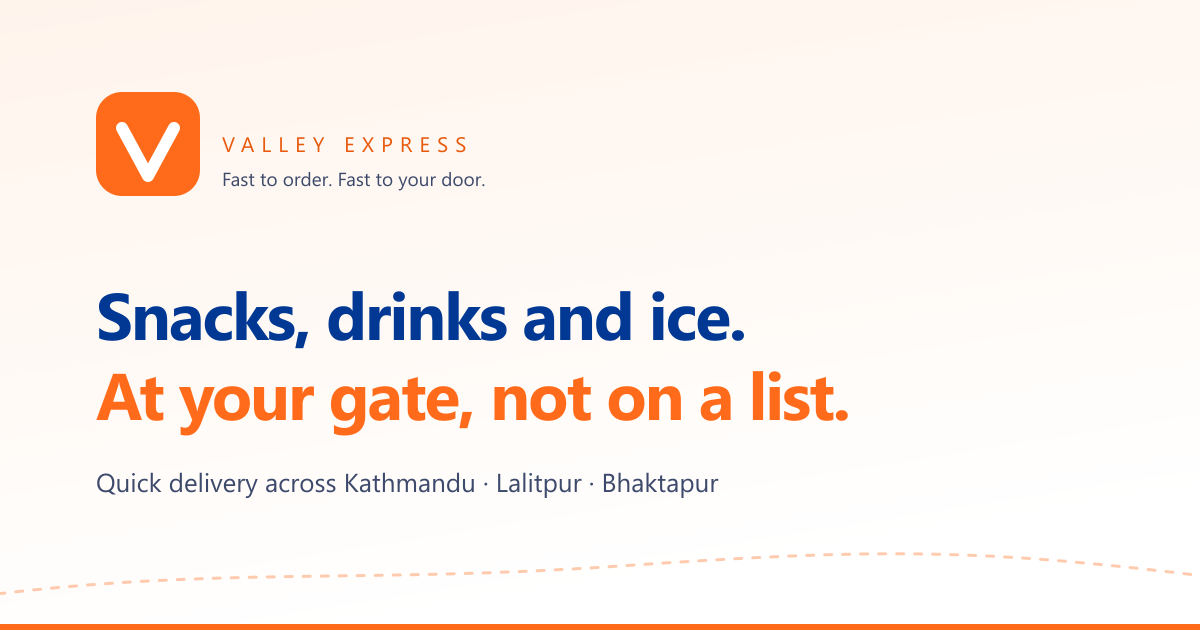 V
VALLEY EXPRESS
Fast to order. Fast to your door.
Snacks, drinks and ice.
At your gate, not on a list.
Quick delivery across Kathmandu · Lalitpur · Bhaktapur